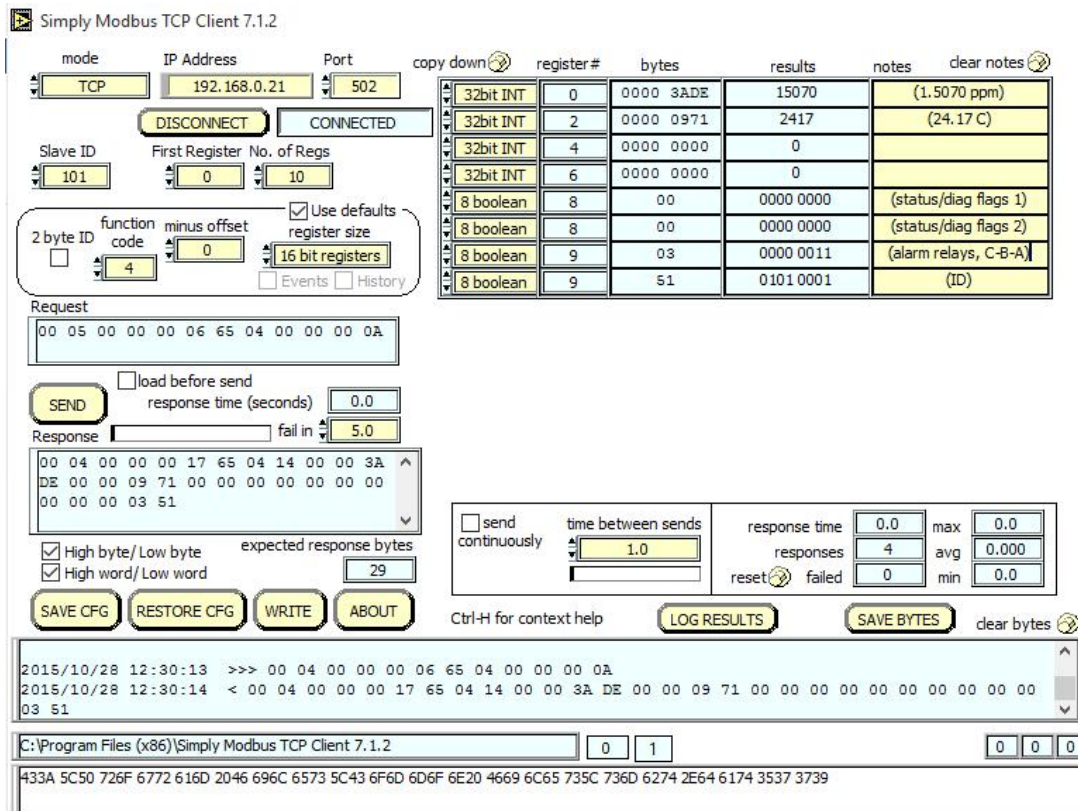 Simply Modbus TCP Client 7.1.2
mode IP Address Port
TCP 192.168.0.21 502
DISCONNECT CONNECTED
Slave ID First Register No. of Regs
101 0 10
2 byte ID function code minus offset Use defaults register size
4 0 16 bit registers
Events History
copy down register # bytes results notes clear notes
32bit INT 0 0000 3ADE 15070 (1.5070 ppm)
32bit INT 2 0000 0971 2417 (24.17 C)
32bit INT 4 0000 0000 0
32bit INT 6 0000 0000 0
8 boolean 8 00 0000 0000 (status/diag flags 1)
8 boolean 8 00 0000 0000 (status/diag flags 2)
8 boolean 9 03 0000 0011 (alarm relays, C-B-A)
8 boolean 9 51 0101 0001 (ID)
Request
00 05 00 00 00 06 65 04 00 00 00 0A
load before send
SEND response time (seconds) 0.0
Response fail in 5.0
00 04 00 00 00 17 65 04 14 00 00 3A
DE 00 00 09 71 00 00 00 00 00 00 00
00 00 00 03 51
High byte/ Low byte expected response bytes
High word/ Low word 29
SAVE CFG RESTORE CFG WRITE ABOUT
send continuously time between sends 1.0
response time 0.0 max 0.0
responses 4 avg 0.000
reset failed 0 min 0.0
Ctrl-H for context help LOG RESULTS SAVE BYTES clear bytes
2015/10/28 12:30:13 >>> 00 04 00 00 00 06 65 04 00 00 00 0A
2015/10/28 12:30:14 < 00 04 00 00 00 17 65 04 14 00 00 3A DE 00 00 09 71 00 00 00 00 00 00 00 00 00 00
03 51
C:\Program Files (x86)\Simply Modbus TCP Client 7.1.2 0 1 0 0 0
433A 5C50 726F 6772 616D 2046 696C 6573 5C43 6F6D 6D6F 6E20 4669 6C65 735C 736D 6274 2E64 6174 3537 3739